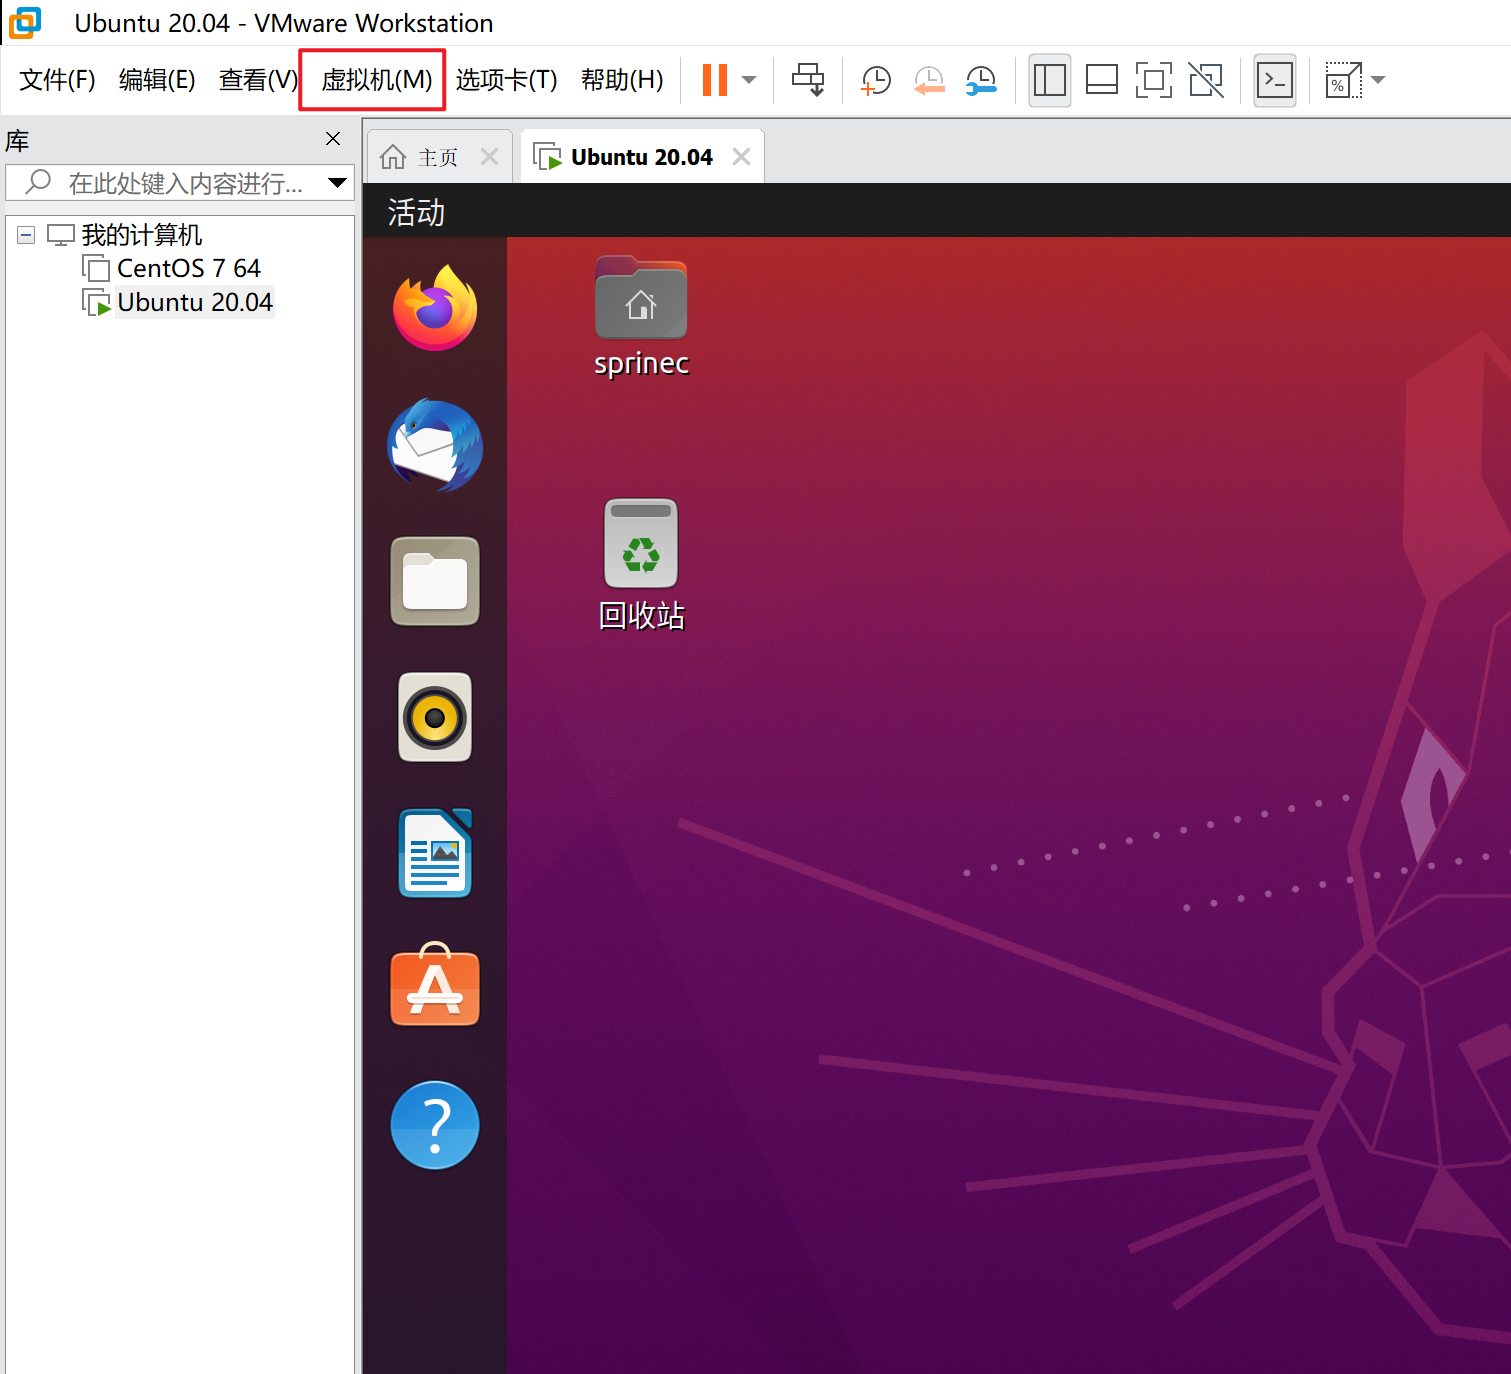 Ubuntu 20.04 - VMware Workstation
文件(F) 编辑(E) 查看(V) 虚拟机(M) 选项卡(T) 帮助(H)
库
在此处键入内容进行...
我的计算机
CentOS 7 64
Ubuntu 20.04
主页
Ubuntu 20.04
活动
sprinec
回收站